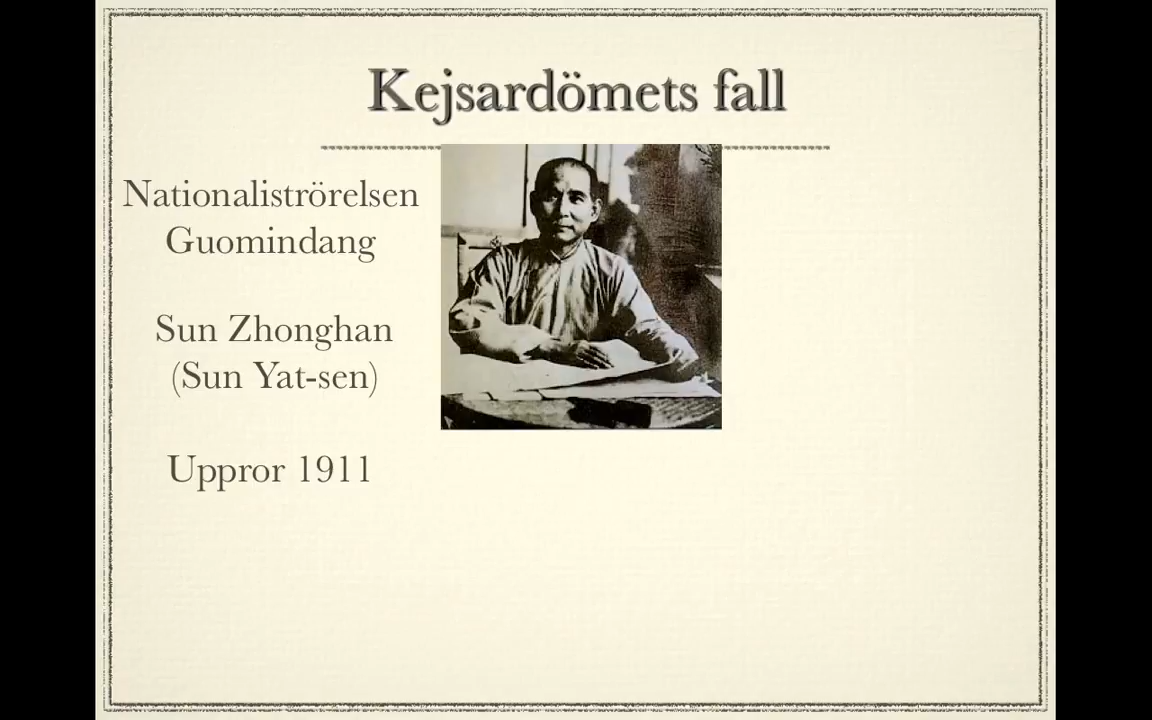 Kejsardömets fall
Nationaliströrelsen
Guomindang
Sun Zhonghan
(Sun Yat-sen)
Uppror 1911